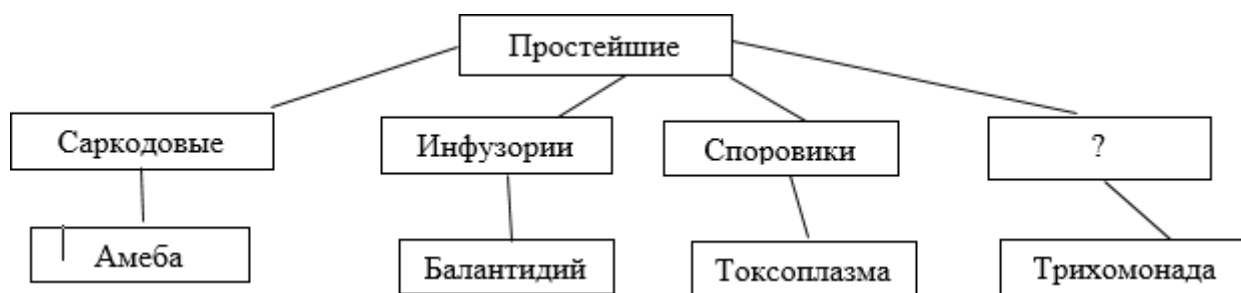 Простейшие
Саркодовые
Инфузории
Споровики
?
Амеба
Балантидий
Токсоплазма
Трихомонада